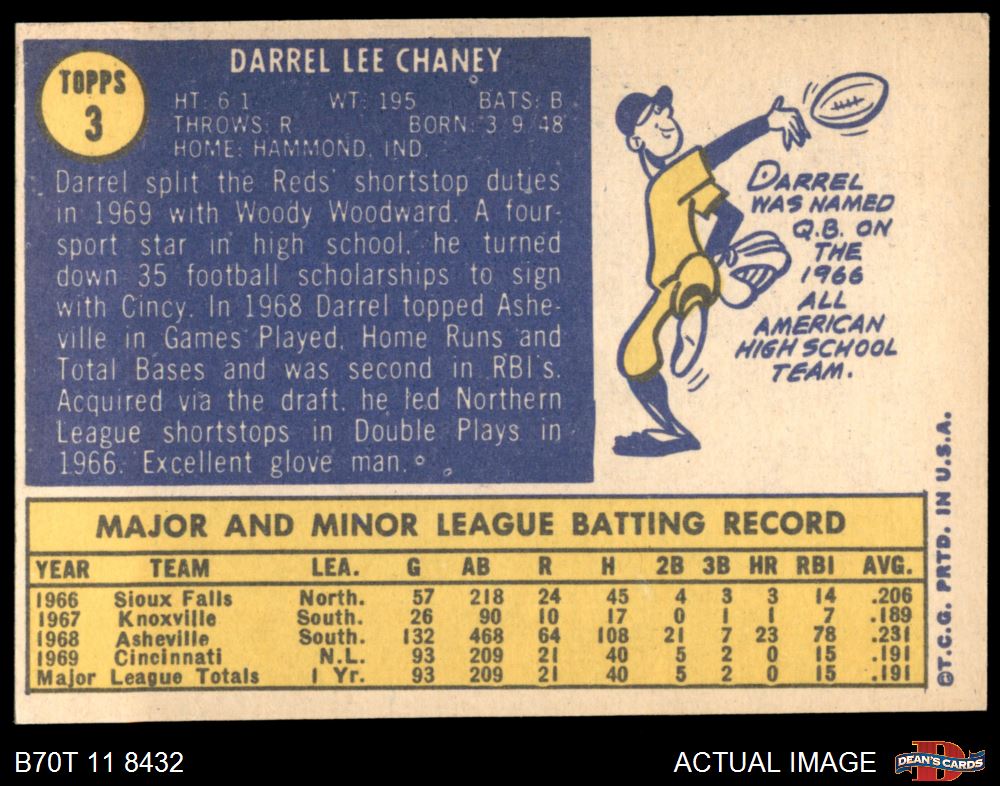 TOPPS
3
DARREL LEE CHANEY
HT: 6 1 WT: 195 BATS: B
THROWS: R BORN: 3 9 48
HOME: HAMMOND, IND.
Darrel split the Reds' shortstop duties
in 1969 with Woody Woodward. A four-
sport star in high school, he turned
down 35 football scholarships to sign
with Cincy. In 1968 Darrel topped Ashe-
ville in Games Played, Home Runs and
Total Bases and was second in RBI's.
Acquired via the draft, he led Northern
League shortstops in Double Plays in
1966. Excellent glove man.
DARREL
WAS NAMED
Q.B. ON
THE
1966
ALL
AMERICAN
HIGH SCHOOL
TEAM.
MAJOR AND MINOR LEAGUE BATTING RECORD
YEAR TEAM LEA. G AB R H 2B 3B HR RBI AVG.
1966 Sioux Falls North. 57 218 24 45 4 3 3 14 .206
1967 Knoxville South. 26 90 10 17 0 1 1 7 .189
1968 Asheville South. 132 468 64 108 21 7 23 78 .231
1969 Cincinnati N.L. 93 209 21 40 5 2 0 15 .191
Major League Totals 1 Yr. 93 209 21 40 5 2 0 15 .191
©T.C.G. PRTD. IN U.S.A.
B70T 11 8432
ACTUAL IMAGE
DEAN'S CARDS